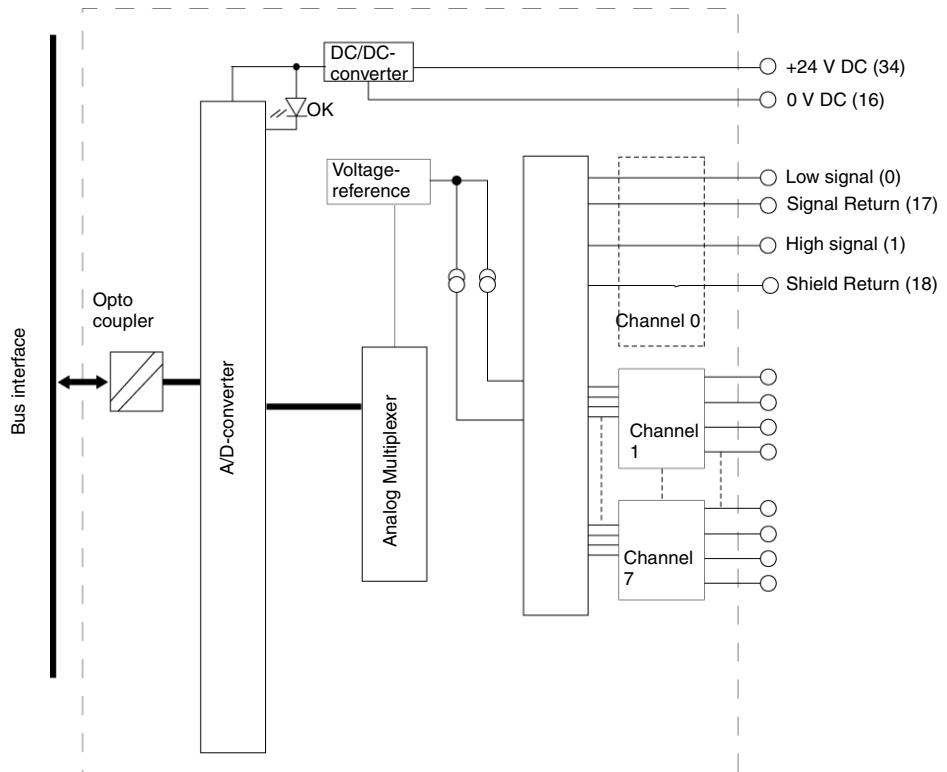 DC/DC-
converter
+24 V DC (34)
0 V DC (16)
OK
Voltage-
reference
Low signal (0)
Signal Return (17)
High signal (1)
Shield Return (18)
Channel 0
Opto
coupler
Bus interface
A/D-converter
Analog Multiplexer
Channel
1
Channel
7